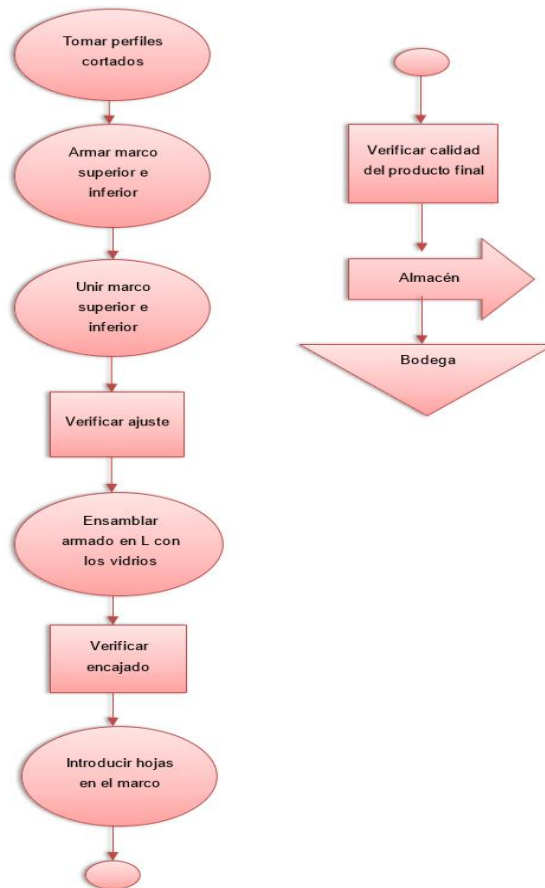 Tomar perfiles
cortados
Armar marco
superior e
inferior
Unir marco
superior e
inferior
Verificar ajuste
Ensamblar
armado en L con
los vidrios
Verificar
encajado
Introducir hojas
en el marco
Verificar calidad
del producto final
Almacén
Bodega